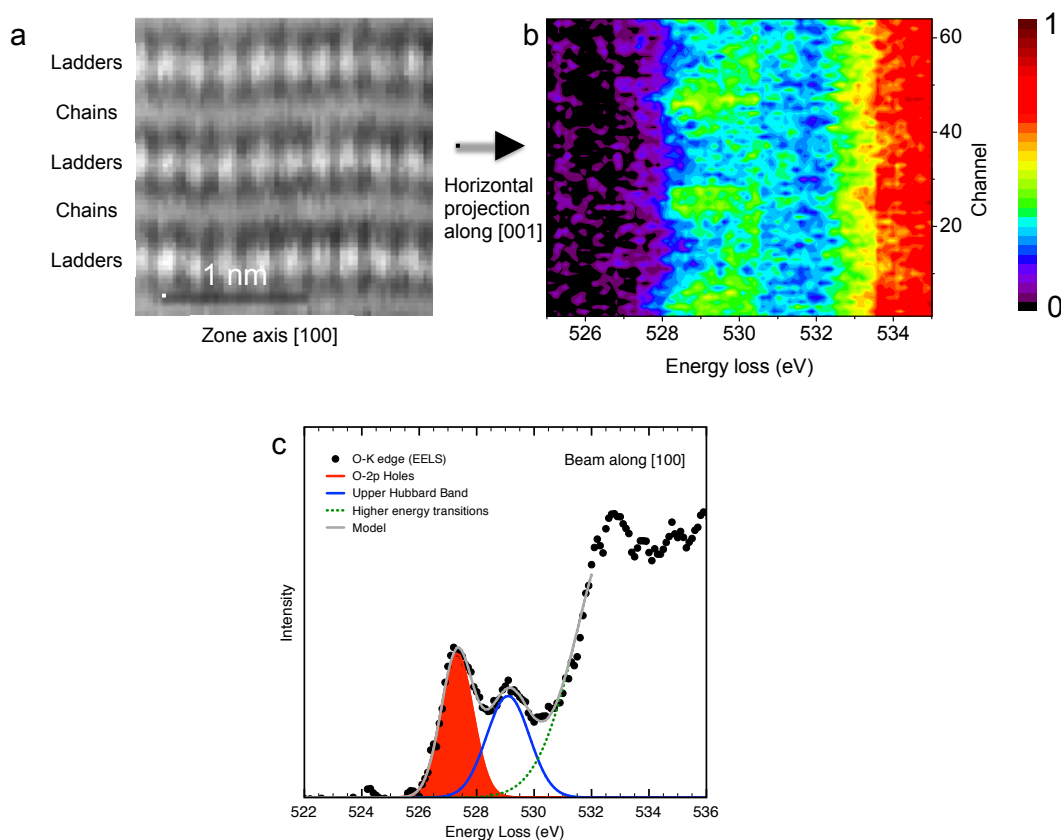 a
Ladders
Chains
Ladders
Chains
Ladders
1 nm
Zone axis [100]
Horizontal
projection
along [001]
b
60
40
20
Channel
526 528 530 532 534
Energy loss (eV)
1
0
c
O-K edge (EELS)
O-2p Holes
Upper Hubbard Band
Higher energy transitions
Model
Beam along [100]
Intensity
522 524 526 528 530 532 534 536
Energy Loss (eV)